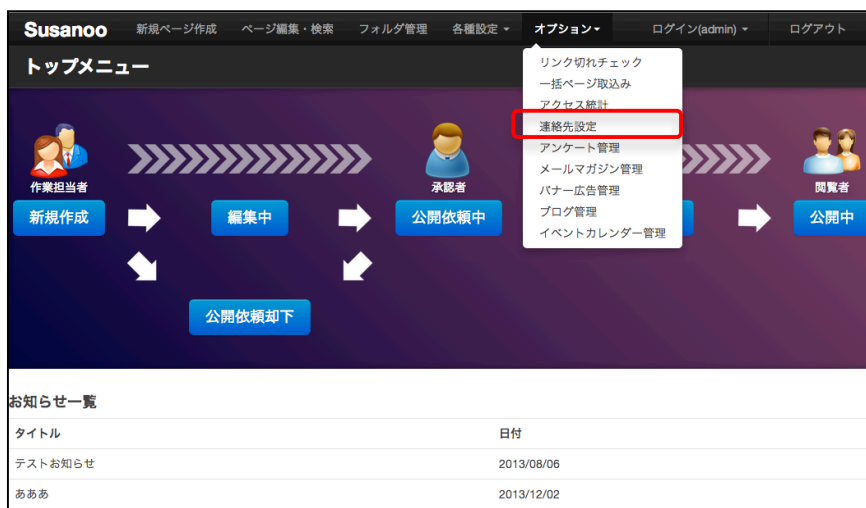 Susanoo 新規ページ作成 ページ編集・検索 フォルダ管理 各種設定 オプション ログイン(admin) ログアウト
トップメニュー
リンク切れチェック
一括ページ取込み
アクセス統計
連絡先設定
アンケート管理
メールマガジン管理
バナー広告管理
ブログ管理
イベントカレンダー管理
作業担当者 承認者 閲覧者
新規作成 編集中 公開依頼中 公開中
公開依頼却下
お知らせ一覧
タイトル 日付
テストお知らせ 2013/08/06
あああ 2013/12/02